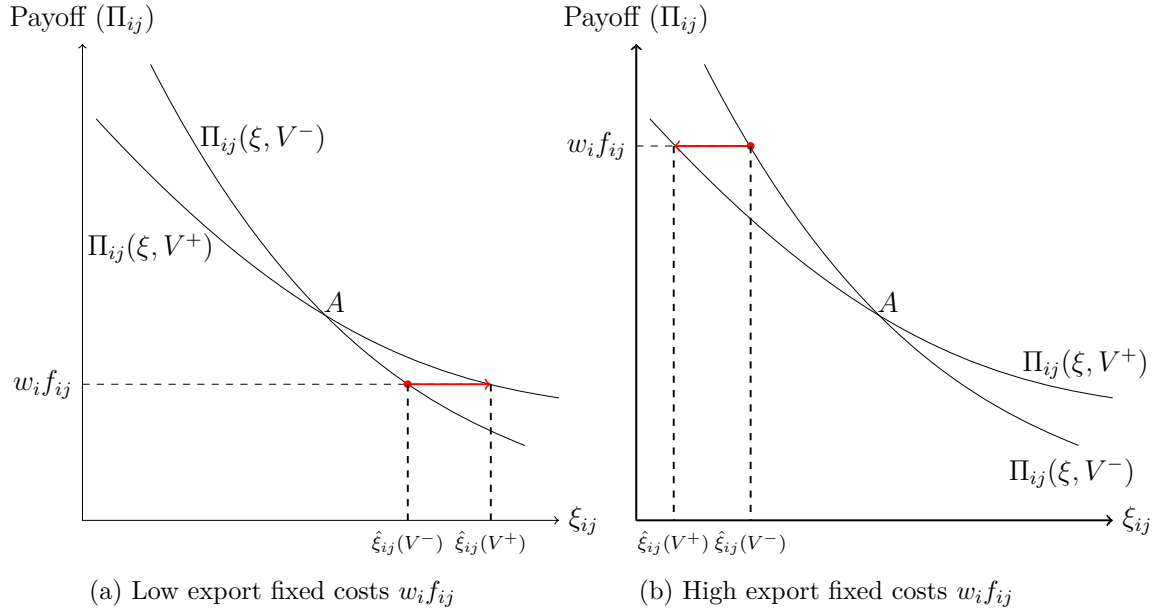 Payoff (Π_{ij})
Π_{ij}(ξ, V^−)
Π_{ij}(ξ, V^+)
A
w_i f_{ij}
ξ_{ij}
ξ̂_{ij}(V^−)
ξ̂_{ij}(V^+)
(a) Low export fixed costs w_i f_{ij}
Payoff (Π_{ij})
w_i f_{ij}
A
Π_{ij}(ξ, V^+)
Π_{ij}(ξ, V^−)
ξ_{ij}
ξ̂_{ij}(V^+)
ξ̂_{ij}(V^−)
(b) High export fixed costs w_i f_{ij}